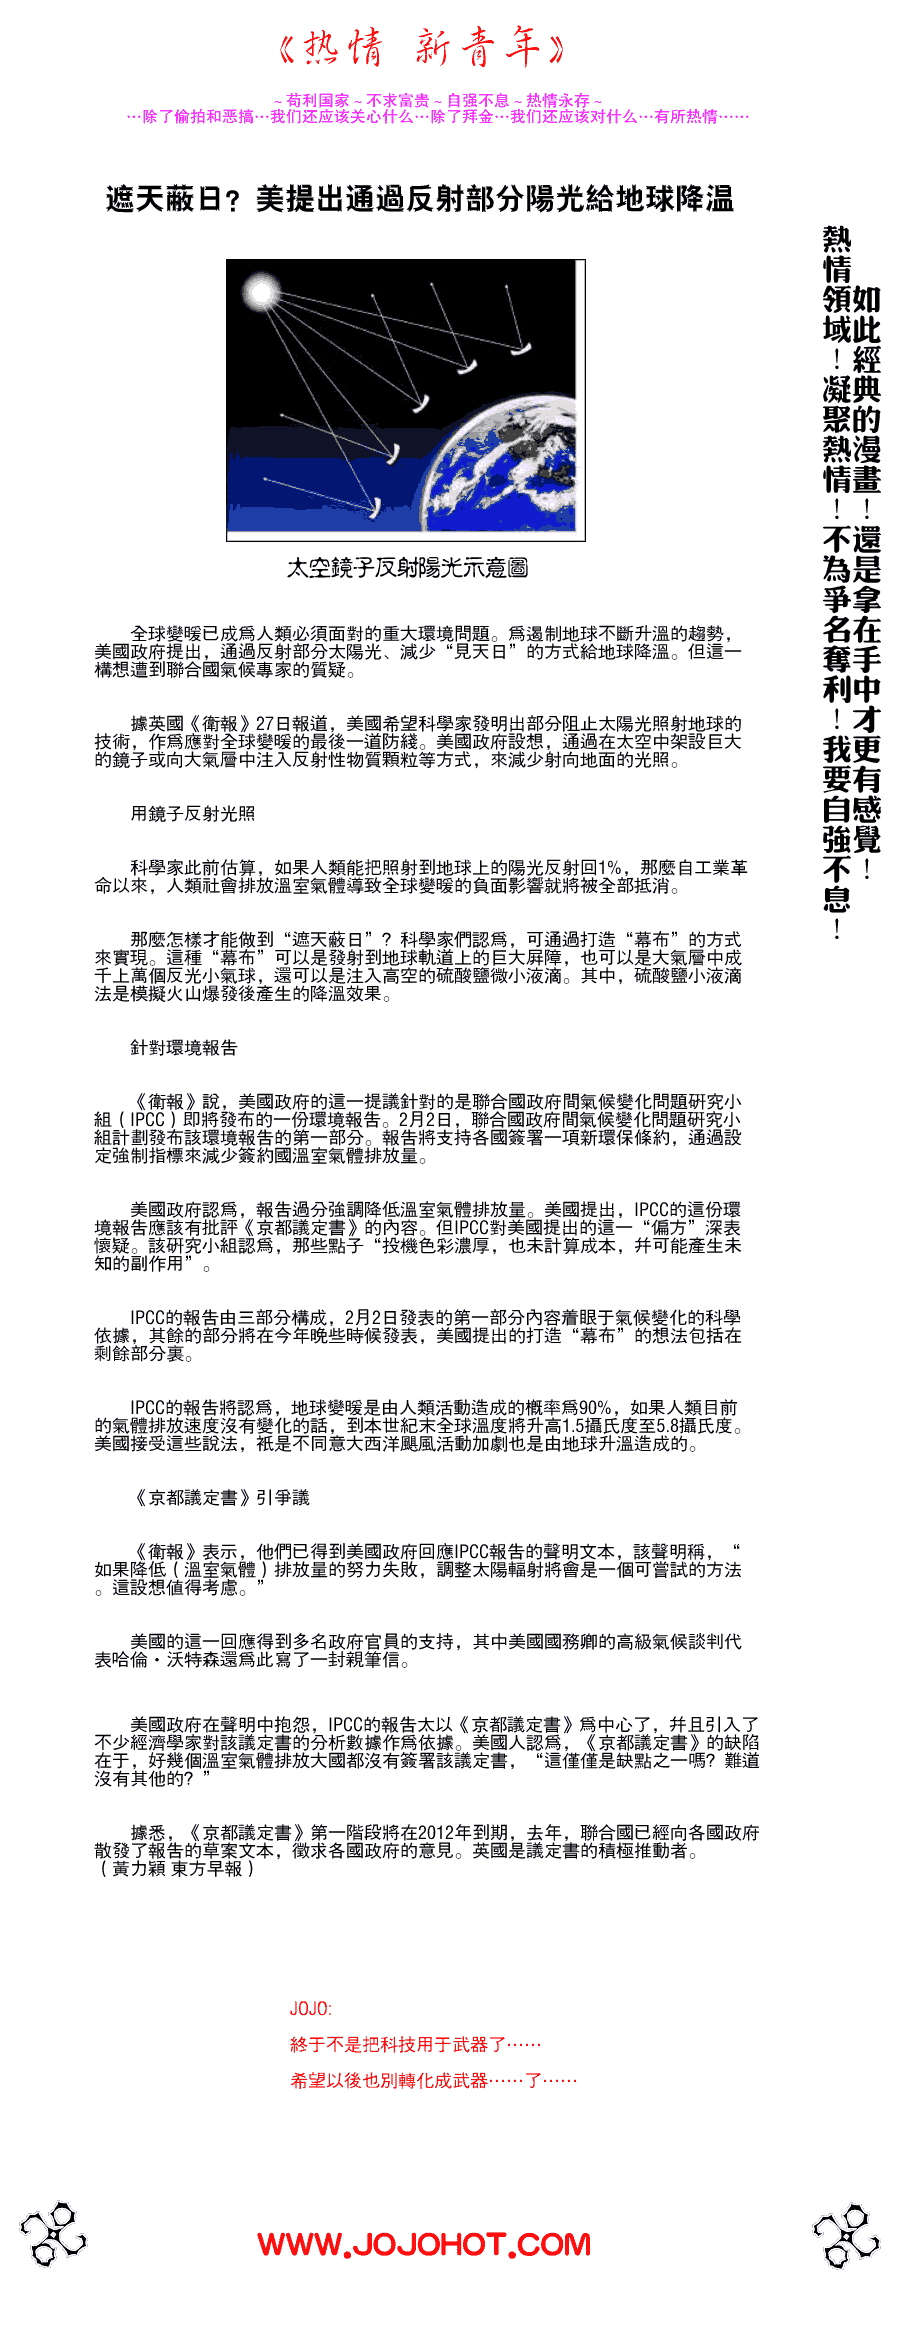 《热情 新青年》
~苟利国家~不求富贵~自强不息~热情永存~
…除了偷拍和恶搞…我们还应该关心什么…除了拜金…我们还应该对什么…有所热情……
遮天蔽日？美提出通過反射部分陽光給地球降温
如此經典的漫畫！還是拿在手中才更有感覺！
熱情領域！凝聚熱情！不為爭名奪利！我要自強不息！
太空鏡子反射陽光示意圖
全球變暖已成爲人類必須面對的重大環境問題。爲遏制地球不斷升溫的趨勢，
美國政府提出，通過反射部分太陽光、減少“見天日”的方式給地球降溫。但這一
構想遭到聯合國氣候專家的質疑。
據英國《衛報》27日報道，美國希望科學家發明出部分阻止太陽光照射地球的
技術，作爲應對全球變暖的最後一道防綫。美國政府設想，通過在太空中架設巨大
的鏡子或向大氣層中注入反射性物質顆粒等方式，來減少射向地面的光照。
用鏡子反射光照
科學家此前估算，如果人類能把照射到地球上的陽光反射回1%，那麼自工業革
命以來，人類社會排放溫室氣體導致全球變暖的負面影響就將被全部抵消。
那麼怎樣才能做到“遮天蔽日”？科學家們認爲，可通過打造“幕布”的方式
來實現。這種“幕布”可以是發射到地球軌道上的巨大屏障，也可以是大氣層中成
千上萬個反光小氣球，還可以是注入高空的硫酸鹽微小液滴。其中，硫酸鹽小液滴
法是模擬火山爆發後產生的降溫效果。
針對環境報告
《衛報》說，美國政府的這一提議針對的是聯合國政府間氣候變化問題研究小
組（IPCC）即將發布的一份環境報告。2月2日，聯合國政府間氣候變化問題研究小
組計劃發布該環境報告的第一部分。報告將支持各國簽署一項新環保條約，通過設
定強制指標來減少簽約國溫室氣體排放量。
美國政府認爲，報告過分強調降低溫室氣體排放量。美國提出，IPCC的這份環
境報告應該有批評《京都議定書》的內容。但IPCC對美國提出的這一“偏方”深表
懷疑。該研究小組認爲，那些點子“投機色彩濃厚，也未計算成本，幷可能產生未
知的副作用”。
IPCC的報告由三部分構成，2月2日發表的第一部分內容着眼于氣候變化的科學
依據，其餘的部分將在今年晚些時候發表，美國提出的打造“幕布”的想法包括在
剩餘部分裏。
IPCC的報告將認爲，地球變暖是由人類活動造成的概率爲90%，如果人類目前
的氣體排放速度沒有變化的話，到本世紀末全球溫度將升高1.5攝氏度至5.8攝氏度。
美國接受這些說法，衹是不同意大西洋颶風活動加劇也是由地球升溫造成的。
《京都議定書》引爭議
《衛報》表示，他們已得到美國政府回應IPCC報告的聲明文本，該聲明稱，“
如果降低（溫室氣體）排放量的努力失敗，調整太陽輻射將會是一個可嘗試的方法
。這設想值得考慮。”
美國的這一回應得到多名政府官員的支持，其中美國國務卿的高級氣候談判代
表哈倫·沃特森還爲此寫了一封親筆信。
美國政府在聲明中抱怨，IPCC的報告太以《京都議定書》爲中心了，幷且引入了
不少經濟學家對該議定書的分析數據作爲依據。美國人認爲，《京都議定書》的缺陷
在于，好幾個溫室氣體排放大國都沒有簽署該議定書，“這僅僅是缺點之一嗎？難道
沒有其他的？”
據悉，《京都議定書》第一階段將在2012年到期，去年，聯合國已經向各國政府
散發了報告的草案文本，徵求各國政府的意見。英國是議定書的積極推動者。
（黃力穎 東方早報）
JOJO:
終于不是把科技用于武器了……
希望以後也別轉化成武器……了……
WWW.JOJOHOT.COM